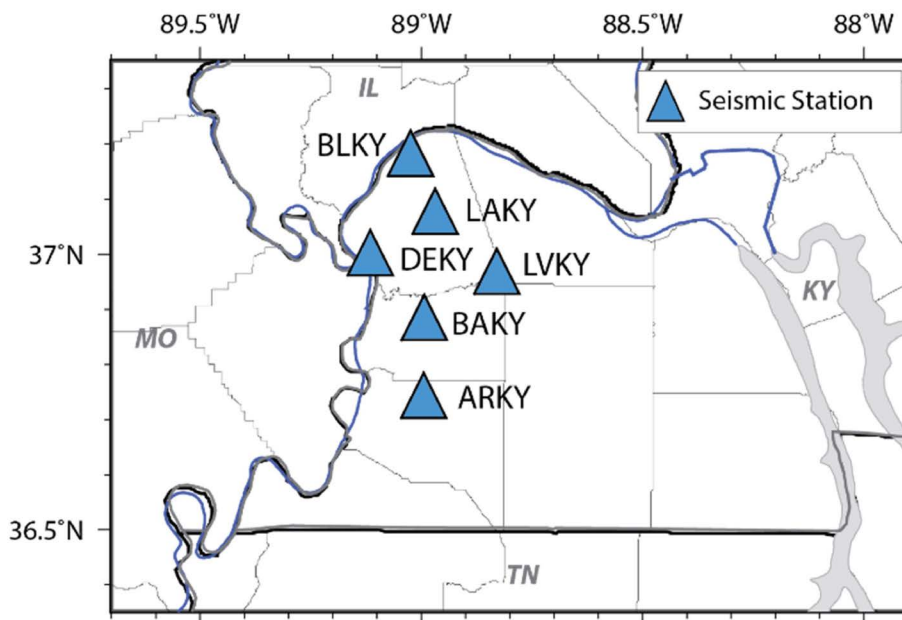 89.5°W 89°W 88.5°W 88°W
IL
Seismic Station
BLKY
LAKY
37°N
DEKY
LVKY
KY
MO
BAKY
ARKY
36.5°N
TN